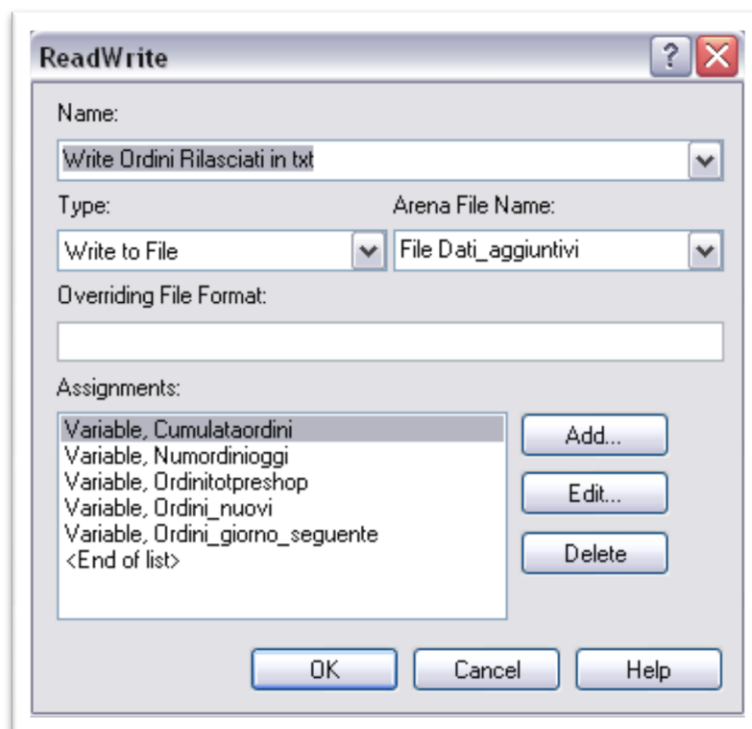 ReadWrite
Name:
Write Ordini Rilasciati in txt
Type: Arena File Name:
Write to File File Dati_aggiuntivi
Overriding File Format:
Assignments:
Variable, Cumulataordini
Variable, Numordinioggi
Variable, Ordinitotpreshop
Variable, Ordini_nuovi
Variable, Ordini_giorno_seguente
<End of list>
Add...
Edit...
Delete
OK Cancel Help